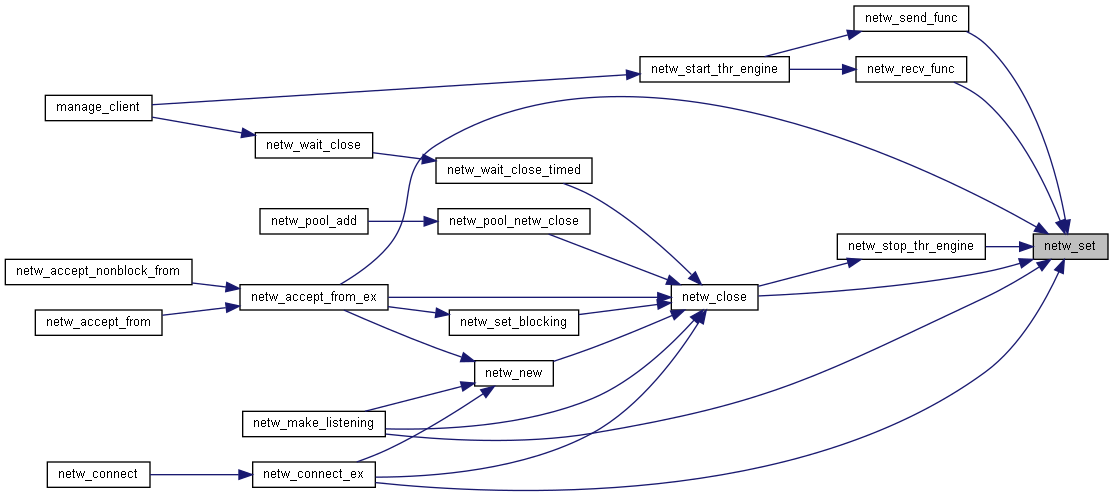 netw_send_func
netw_start_thr_engine
netw_recv_func
manage_client
netw_wait_close
netw_wait_close_timed
netw_pool_add
netw_pool_netw_close
netw_stop_thr_engine
netw_set
netw_accept_nonblock_from
netw_accept_from_ex
netw_close
netw_accept_from
netw_set_blocking
netw_new
netw_make_listening
netw_connect
netw_connect_ex